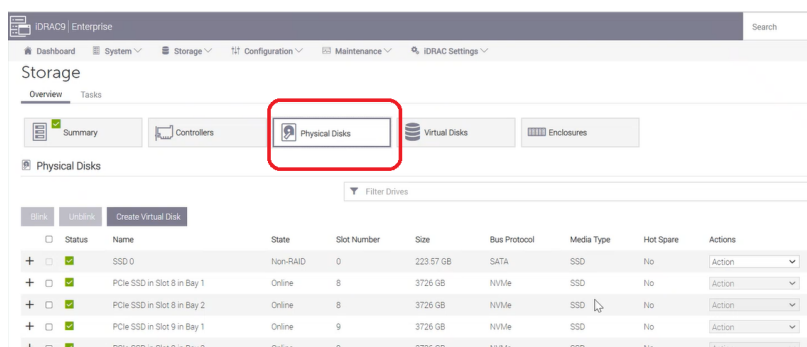 iDRAC9 Enterprise
Search
Dashboard System Storage Configuration Maintenance iDRAC Settings
Storage
Overview Tasks
Summary Controllers Physical Disks Virtual Disks Enclosures
Physical Disks
Filter Drives
Blink Unblink Create Virtual Disk
Status Name State Slot Number Size Bus Protocol Media Type Hot Spare Actions
+ SSD 0 Non-RAID 0 223.57 GB SATA SSD No Action
+ PCIe SSD in Slot 8 in Bay 1 Online 8 3726 GB NVMe SSD No Action
+ PCIe SSD in Slot 8 in Bay 2 Online 8 3726 GB NVMe SSD No Action
+ PCIe SSD in Slot 9 in Bay 1 Online 9 3726 GB NVMe SSD No Action